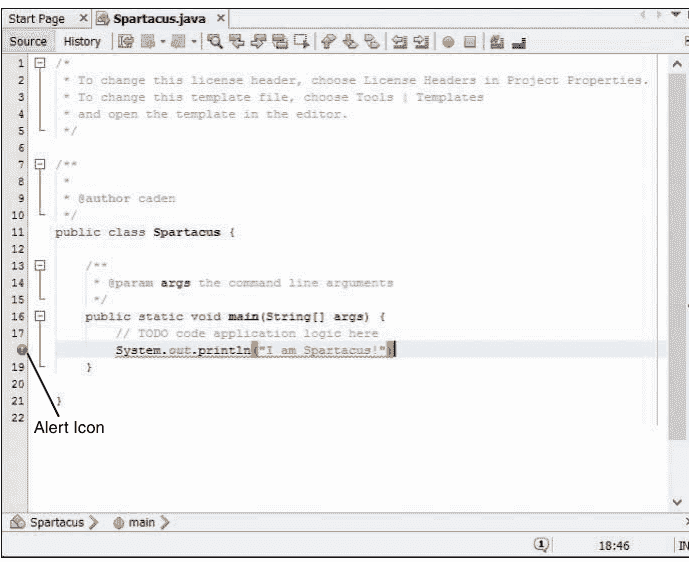 Start Page Spartacus.java
Source History
1 /*
2 * To change this license header, choose License Headers in Project Properties.
3 * To change this template file, choose Tools | Templates
4 * and open the template in the editor.
5 */
6
7 /**
8 *
9 * @author caden
10 */
11 public class Spartacus {
12
13 /**
14 * @param args the command line arguments
15 */
16 public static void main(String[] args) {
17 // TODO code application logic here
System.out.println("I am Spartacus!")
19 }
20
21 }
22
Alert Icon
Spartacus main
1 18:46 IN